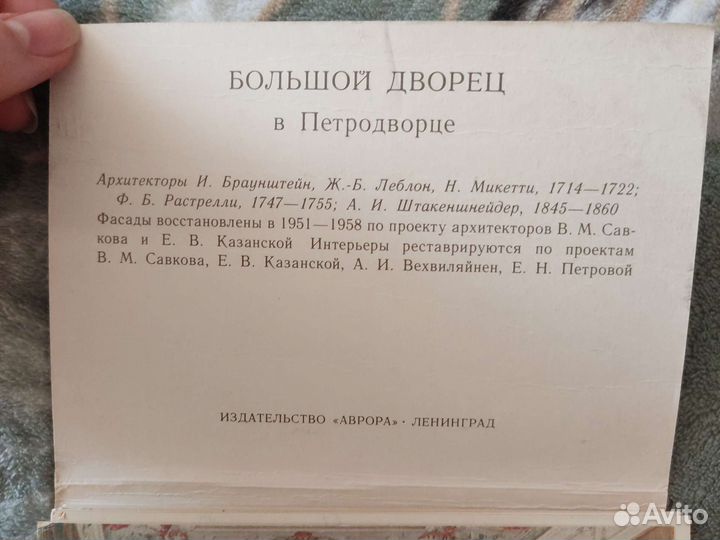 БОЛЬШОЙ ДВОРЕЦ
в Петродворце
Архитекторы И. Браунштейн, Ж.-Б. Леблон, Н. Микетти, 1714—1722;
Ф. Б. Растрелли, 1747—1755; А. И. Штакеншнейдер, 1845—1860
Фасады восстановлены в 1951—1958 по проекту архитекторов В. М. Сав-
кова и Е. В. Казанской Интерьеры реставрируются по проектам
В. М. Савкова, Е. В. Казанской, А. И. Вехвиляйнен, Е. Н. Петровой
ИЗДАТЕЛЬСТВО «АВРОРА» · ЛЕНИНГРАД
Avito